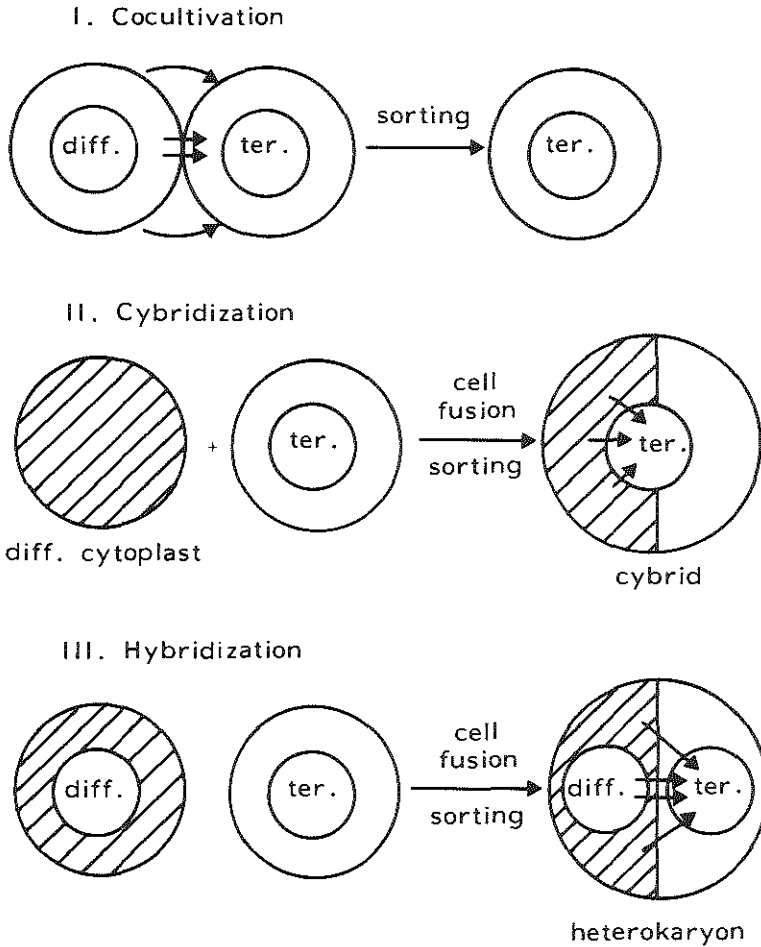 I. Cocultivation
diff.
ter.
sorting
ter.
II. Cybridization
+
ter.
cell
fusion
sorting
ter.
diff. cytoplast
cybrid
III. Hybridization
diff.
ter.
cell
fusion
sorting
diff.
ter.
heterokaryon